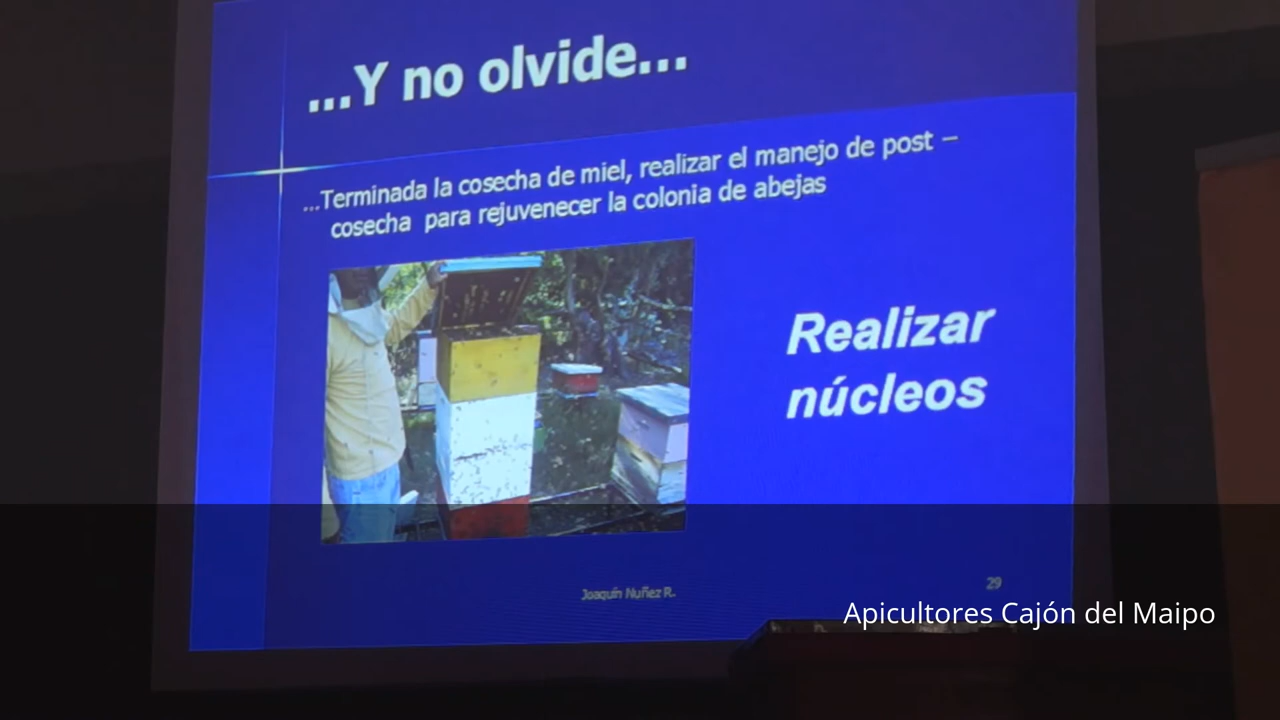 ...Y no olvide...
...Terminada la cosecha de miel, realizar el manejo de post –
cosecha para rejuvenecer la colonia de abejas
Realizar
núcleos
Joaquín Nuñez R.
29
Apicultores Cajón del Maipo